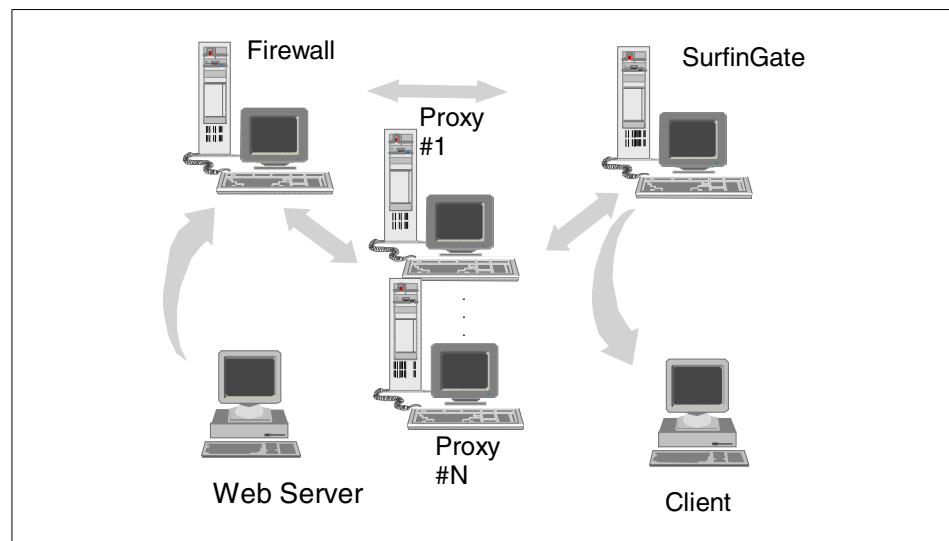 Firewall
SurfinGate
Proxy
#1
Proxy
#N
Web Server
Client